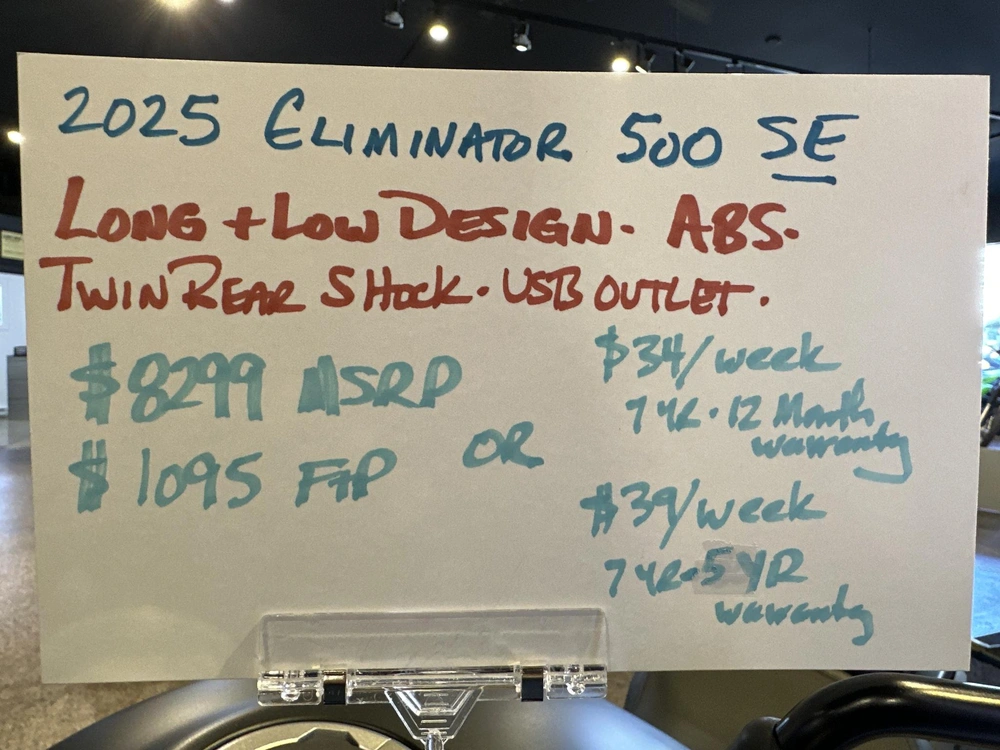 2025 ELIMINATOR 500 SE
LONG + LOW DESIGN. ABS.
TWIN REAR SHOCK. USB OUTLET.
$8299 MSRP
$1095 F+P
OR
$34/week
7 YR. 12 Month
warranty
$39/week
7 YR. 5 YR
warranty